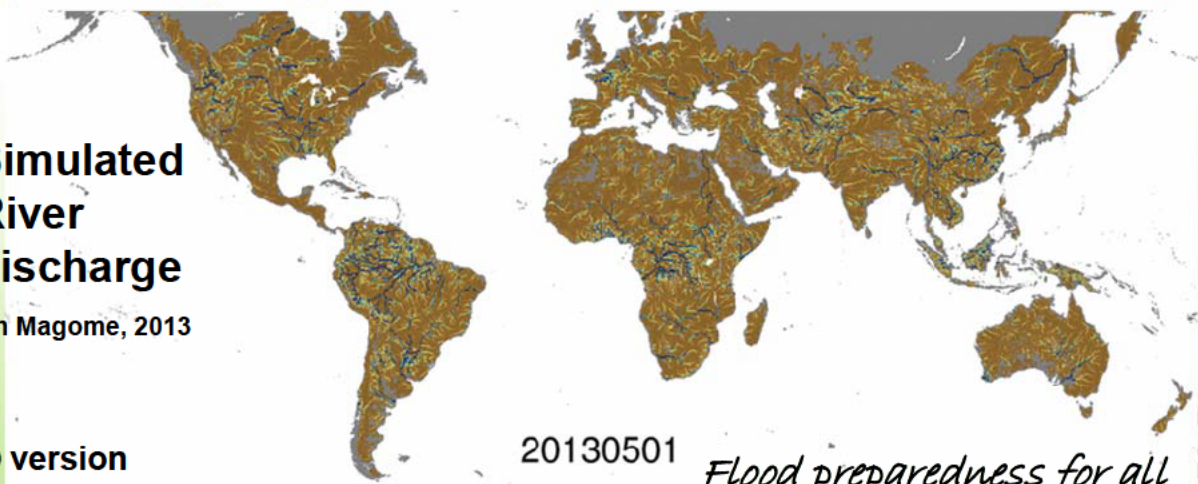 imulated
River
ischarge
n Magome, 2013
version
20130501
Flood preparedness for all